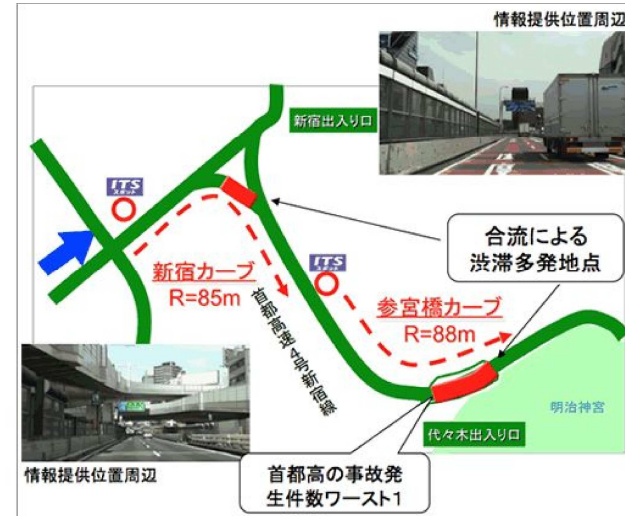 情報提供位置周辺
新宿出入り口
ITS
スポット
合流による
渋滞多発地点
新宿カーブ
R=85m
ITS
スポット
首都高速4号新宿線
参宮橋カーブ
R=88m
明治神宮
代々木出入り口
情報提供位置周辺
首都高の事故発
生件数ワースト1